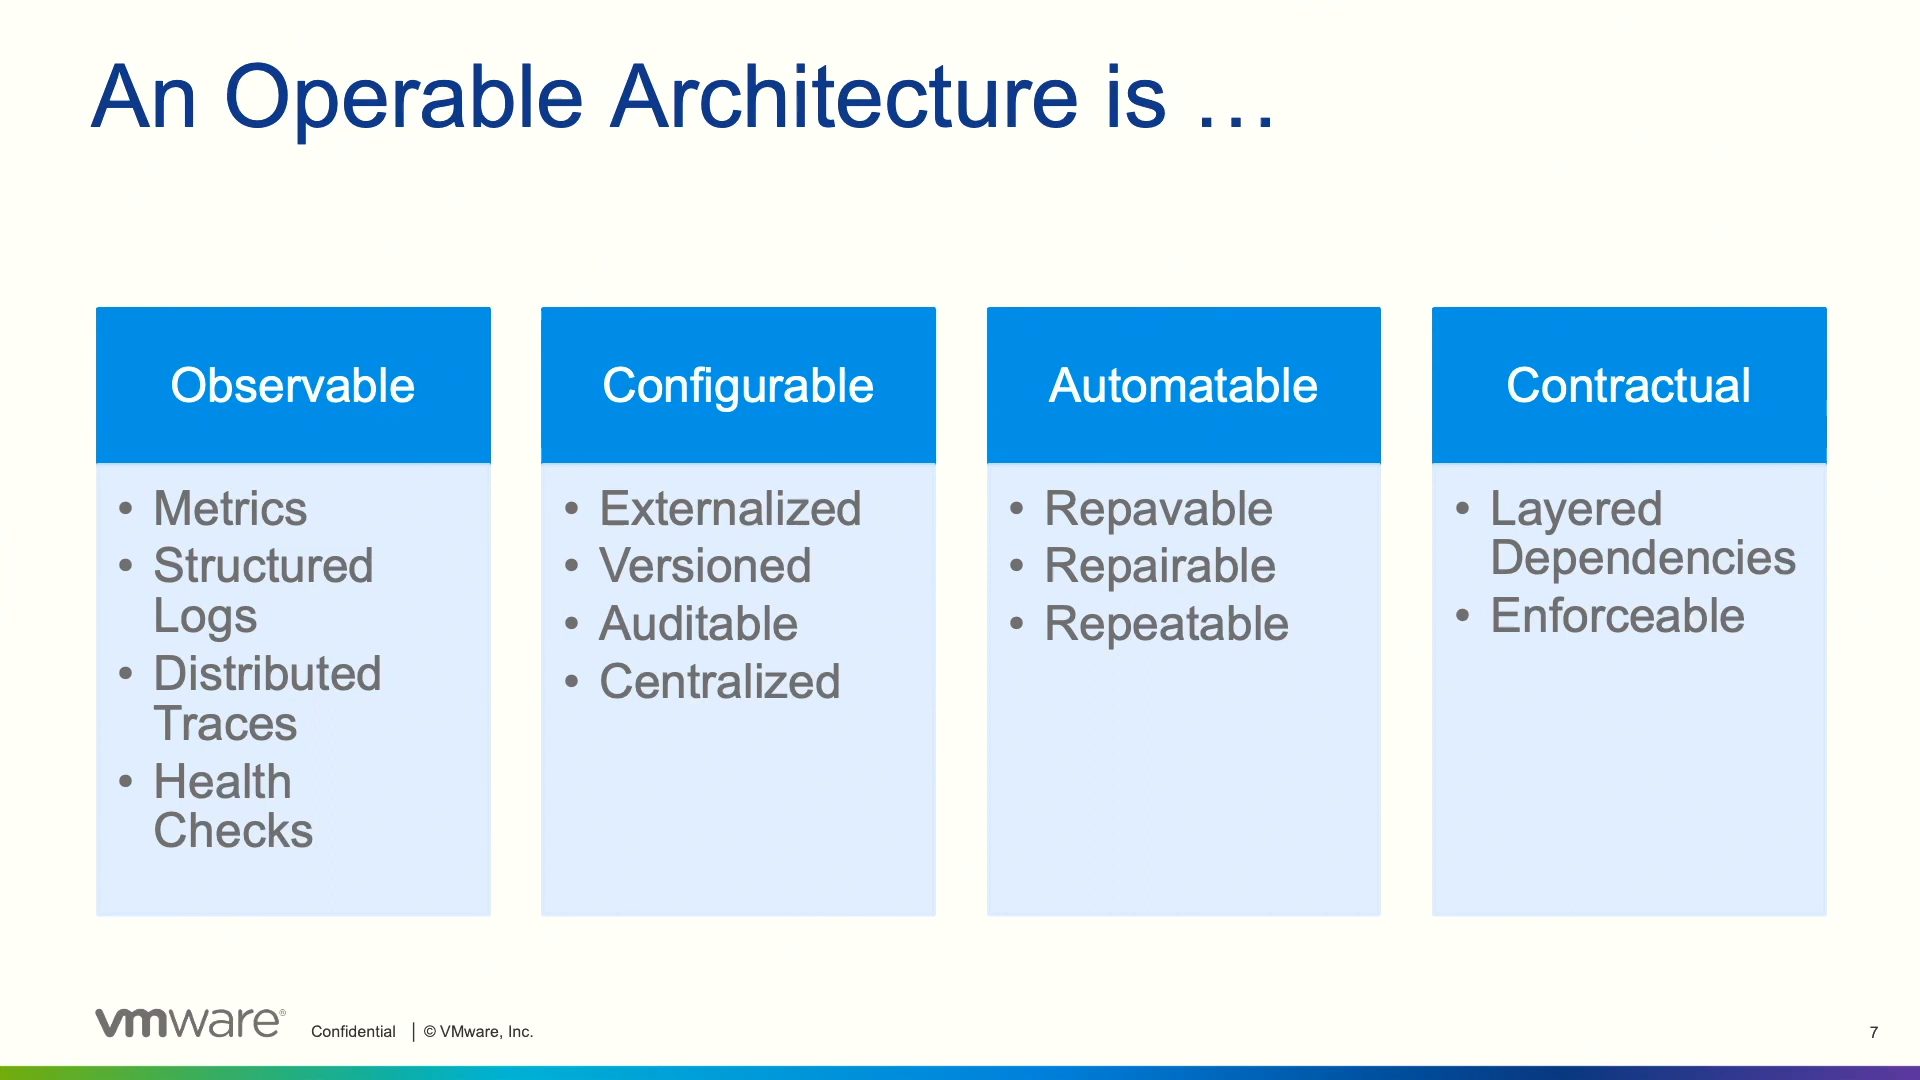 An Operable Architecture is …
Observable
• Metrics
• Structured
Logs
• Distributed
Traces
• Health
Checks
Configurable
• Externalized
• Versioned
• Auditable
• Centralized
Automatable
• Repavable
• Repairable
• Repeatable
Contractual
• Layered
Dependencies
• Enforceable
vmware® Confidential │ © VMware, Inc.
7